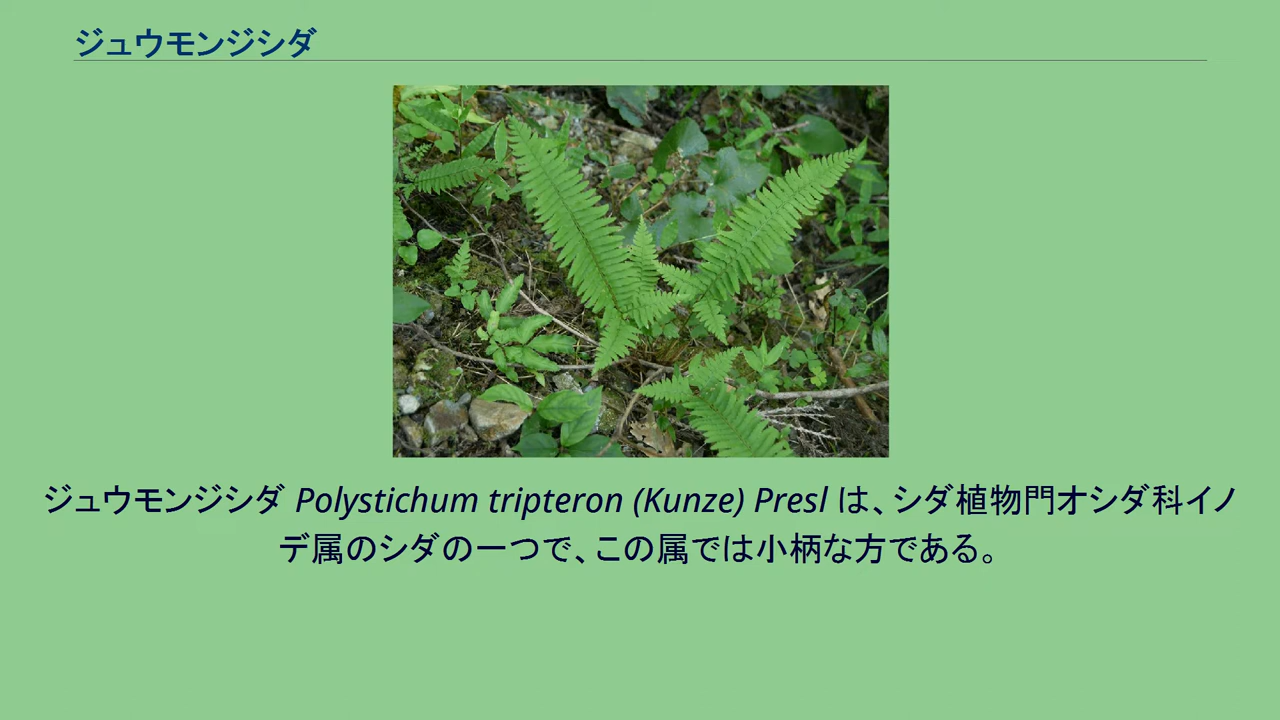 ジュウモンジシダ
ジュウモンジシダ Polystichum tripteron (Kunze) Presl は、シダ植物門オシダ科イノ
デ属のシダの一つで、この属では小柄な方である。